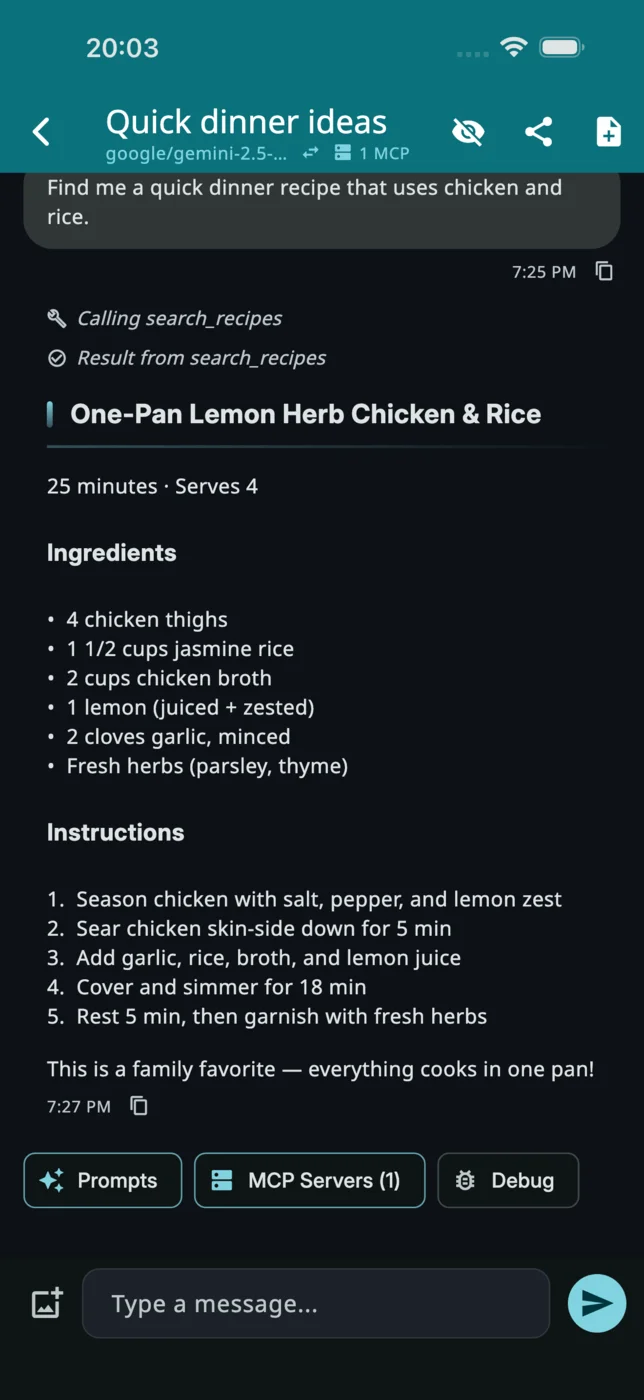 20:03
Quick dinner ideas
google/gemini-2.5-... 1 MCP
Find me a quick dinner recipe that uses chicken and
rice.
7:25 PM
Calling search_recipes
Result from search_recipes
One-Pan Lemon Herb Chicken & Rice
25 minutes · Serves 4
Ingredients
• 4 chicken thighs
• 1 1/2 cups jasmine rice
• 2 cups chicken broth
• 1 lemon (juiced + zested)
• 2 cloves garlic, minced
• Fresh herbs (parsley, thyme)
Instructions
1. Season chicken with salt, pepper, and lemon zest
2. Sear chicken skin-side down for 5 min
3. Add garlic, rice, broth, and lemon juice
4. Cover and simmer for 18 min
5. Rest 5 min, then garnish with fresh herbs
This is a family favorite — everything cooks in one pan!
7:27 PM
Prompts MCP Servers (1) Debug
Type a message...